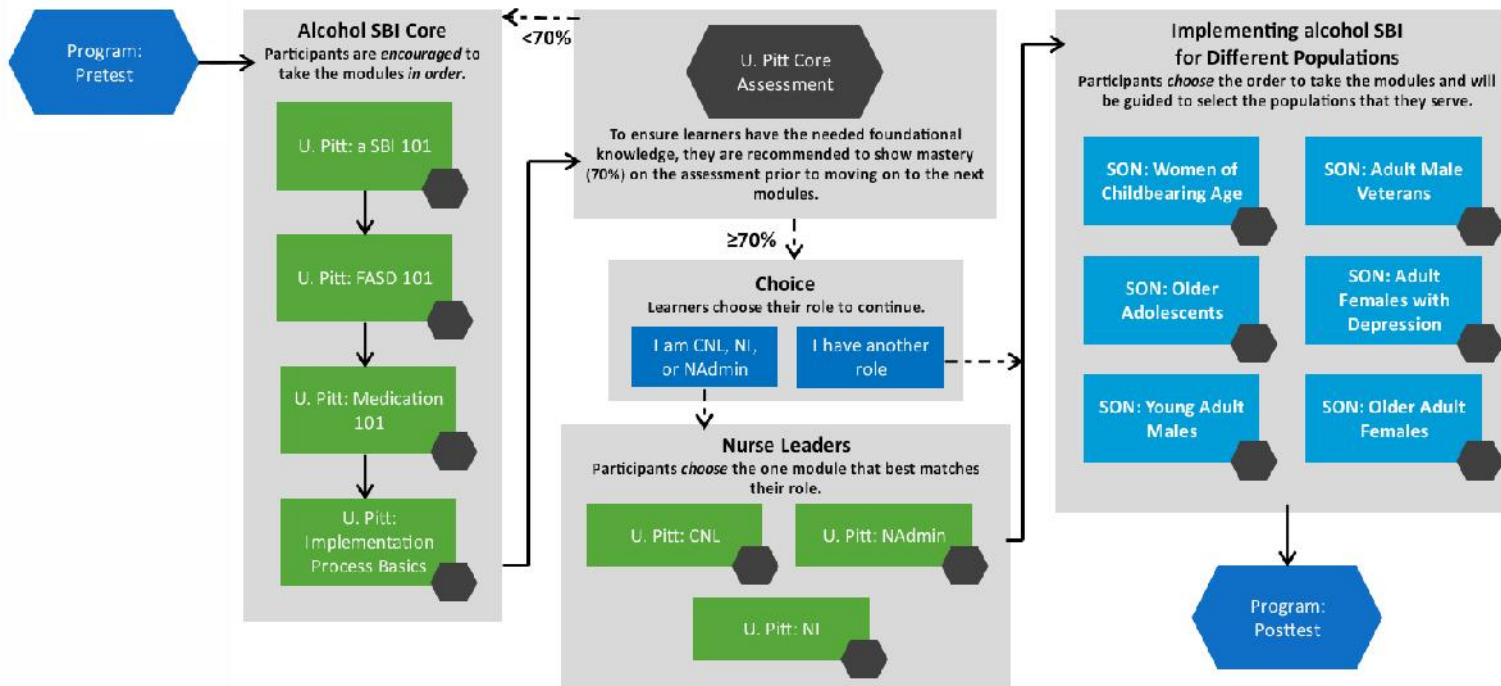 Program:
Pretest
Alcohol SBI Core
Participants are encouraged to
take the modules in order.
U. Pitt: a SBI 101
U. Pitt: FASD 101
U. Pitt: Medication
101
U. Pitt:
Implementation
Process Basics
<70%
U. Pitt Core
Assessment
To ensure learners have the needed foundational
knowledge, they are recommended to show mastery
(70%) on the assessment prior to moving on to the next
modules.
≥70%
Choice
Learners choose their role to continue.
I am CNL, NI,
or NAdmin
I have another
role
Nurse Leaders
Participants choose the one module that best matches
their role.
U. Pitt: CNL
U. Pitt: NAdmin
U. Pitt: NI
Implementing alcohol SBI
for Different Populations
Participants choose the order to take the modules and will
be guided to select the populations that they serve.
SON: Women of
Childbearing Age
SON: Adult Male
Veterans
SON: Older
Adolescents
SON: Adult
Females with
Depression
SON: Young Adult
Males
SON: Older Adult
Females
Program:
Posttest